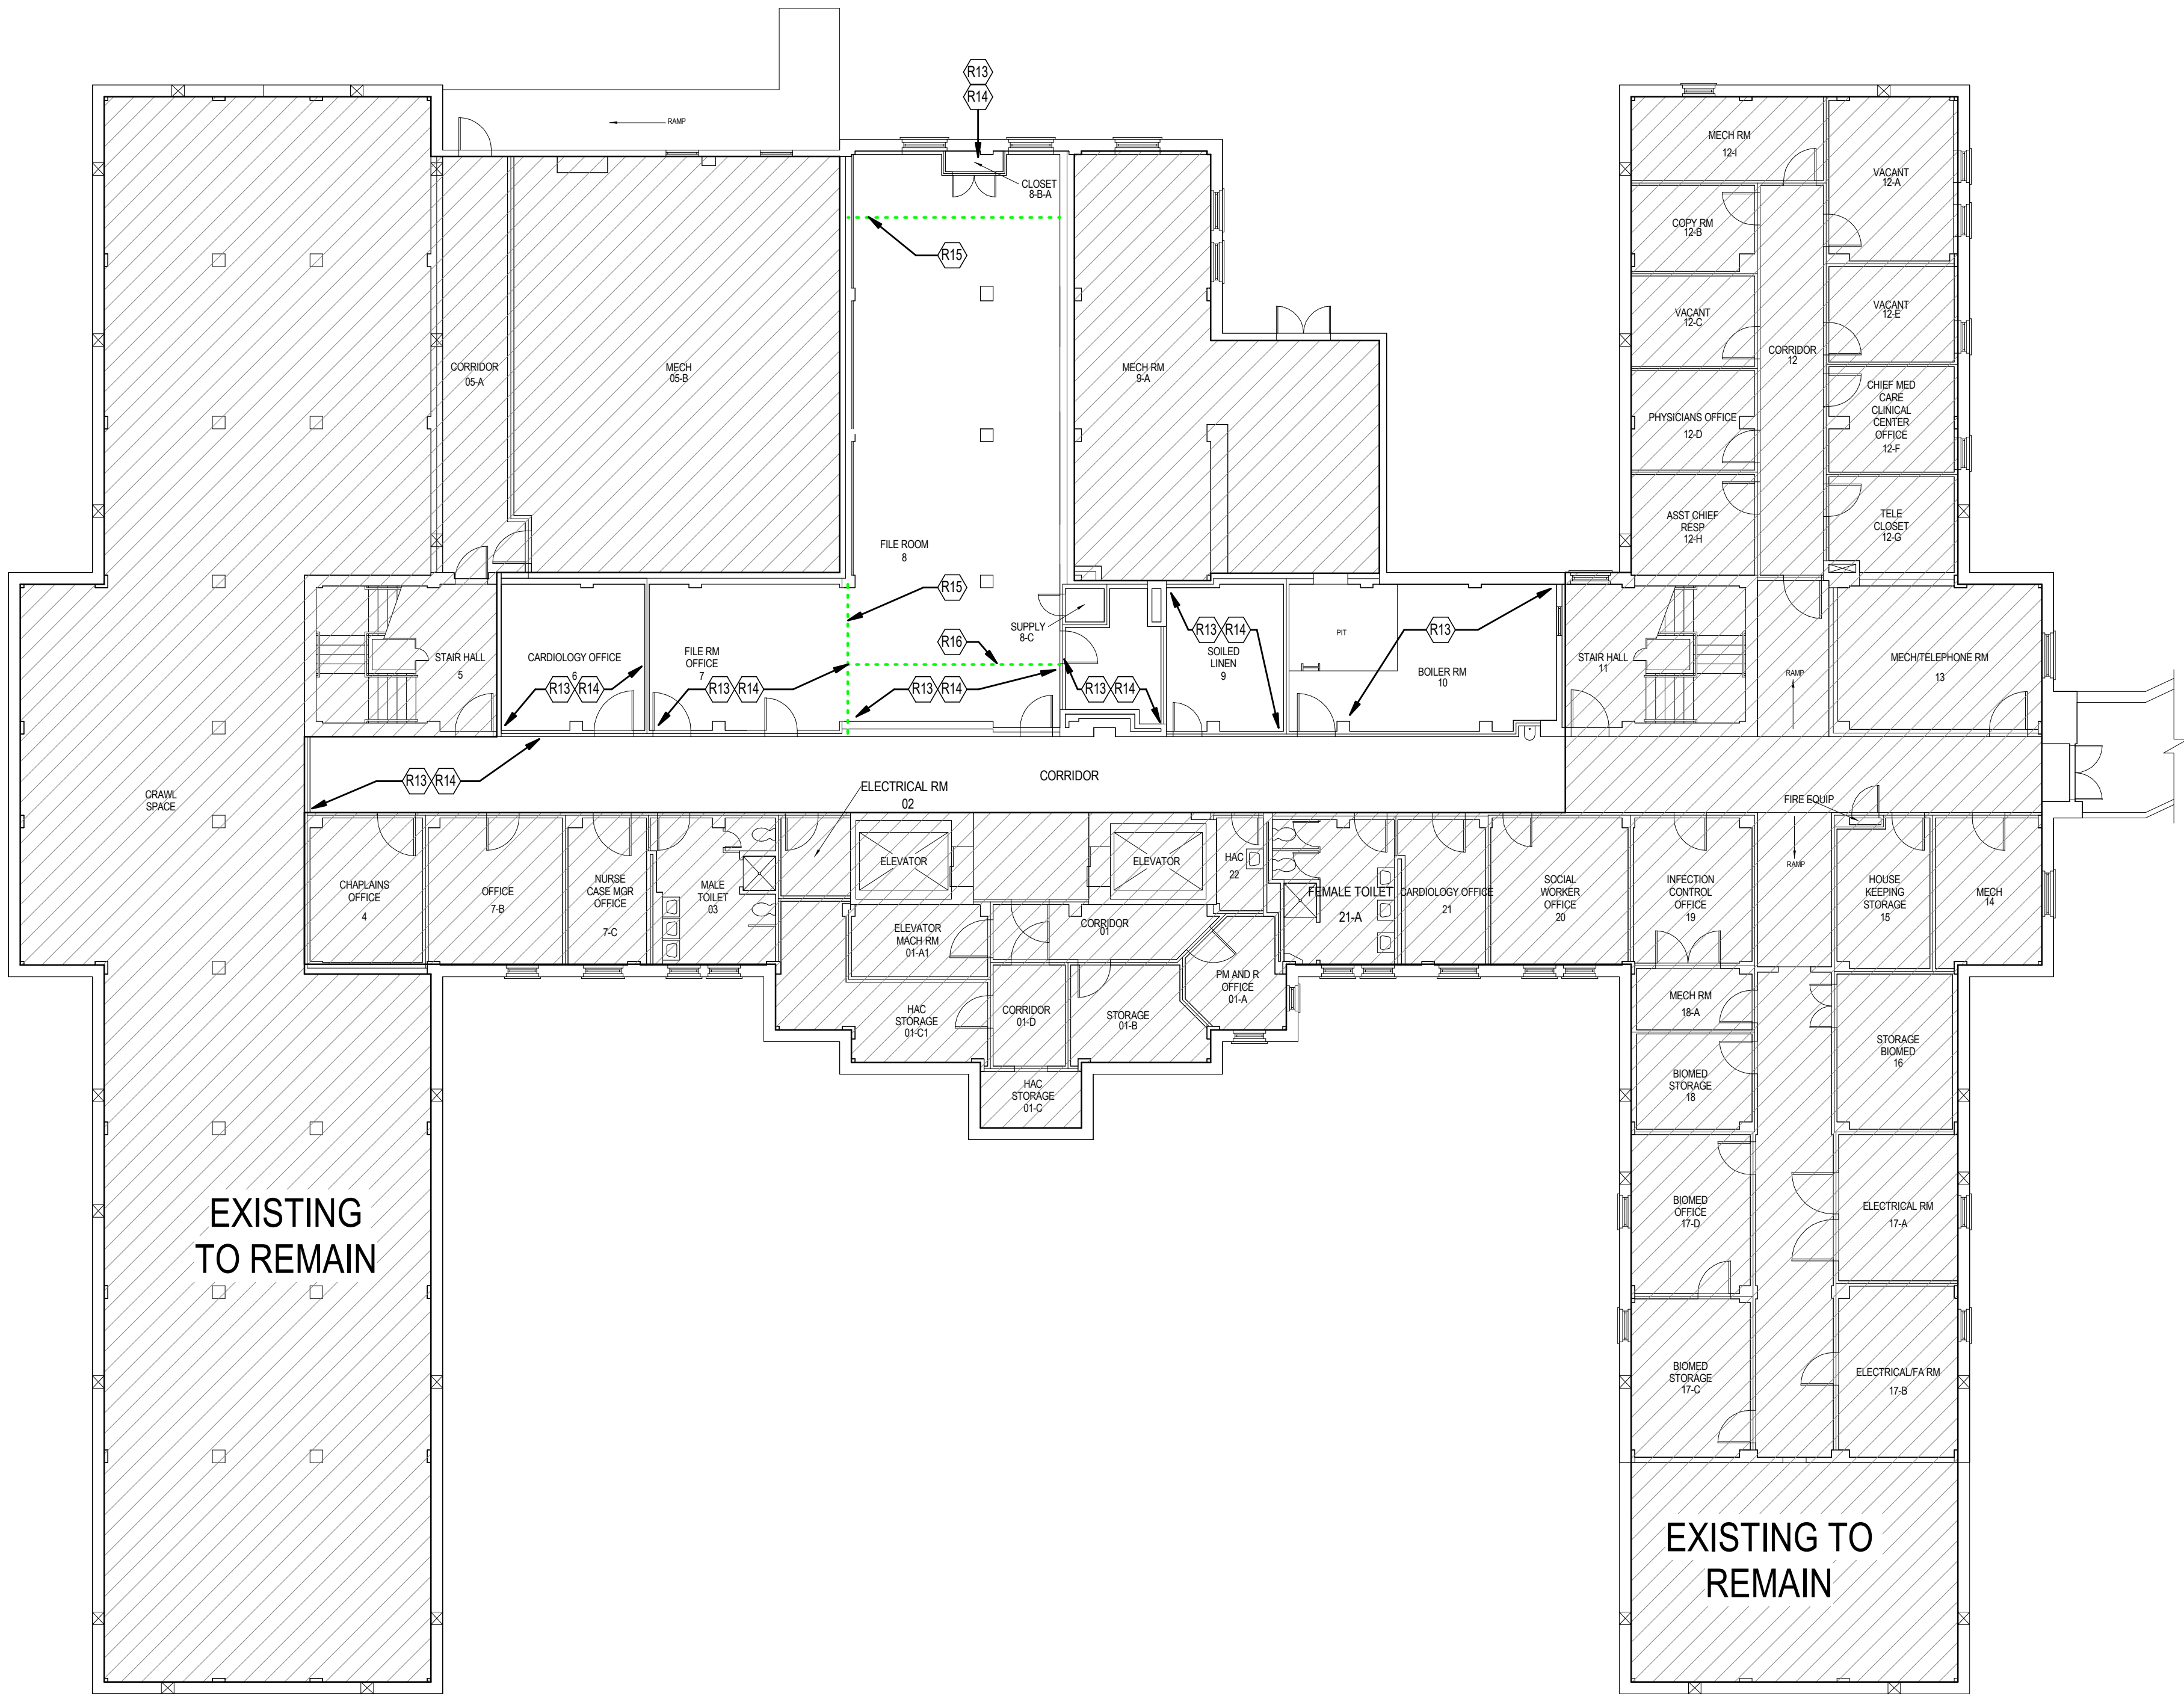 R13
R14
RAMP
CLOSET
8-B-A
R15
MECH RM
12-I
VACANT
12-A
COPY RM
12-B
VACANT
12-C
VACANT
12-E
CORRIDOR
12
CORRIDOR
05-A
MECH
05-B
MECH RM
9-A
PHYSICIANS OFFICE
12-D
CHIEF MED
CARE
CLINICAL
CENTER
OFFICE
12-F
ASST CHIEF
RESP
12-H
TELE
CLOSET
12-G
FILE ROOM
8
R15
R16
SUPPLY
8-C
STAIR HALL
5
CARDIOLOGY OFFICE
6
R13 R14
FILE RM
OFFICE
7
R13 R14
R13 R14
R13 R14
R13 R14
SOILED
LINEN
9
PIT
R13
BOILER RM
10
STAIR HALL
11
RAMP
MECH/TELEPHONE RM
13
R13 R14
CORRIDOR
ELECTRICAL RM
02
CRAWL
SPACE
FIRE EQUIP
CHAPLAINS
OFFICE
4
OFFICE
7-B
NURSE
CASE MGR
OFFICE
7-C
MALE
TOILET
03
ELEVATOR
ELEVATOR
HAC
22
FEMALE TOILET
21-A
CARDIOLOGY OFFICE
21
SOCIAL
WORKER
OFFICE
20
INFECTION
CONTROL
OFFICE
19
RAMP
HOUSE
KEEPING
STORAGE
15
MECH
14
ELEVATOR
MACH RM
01-A1
CORRIDOR
01
PM AND R
OFFICE
01-A
HAC
STORAGE
01-C1
CORRIDOR
01-D
STORAGE
01-B
HAC
STORAGE
01-C
MECH RM
18-A
BIOMED
STORAGE
18
STORAGE
BIOMED
16
BIOMED
OFFICE
17-D
ELECTRICAL RM
17-A
BIOMED
STORAGE
17-C
ELECTRICAL/FA RM
17-B
EXISTING
TO REMAIN
EXISTING TO
REMAIN